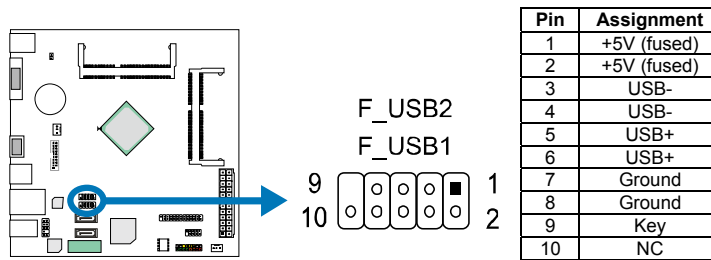 F_USB2
F_USB1
9 1
10 2
Pin Assignment
1 +5V (fused)
2 +5V (fused)
3 USB-
4 USB-
5 USB+
6 USB+
7 Ground
8 Ground
9 Key
10 NC